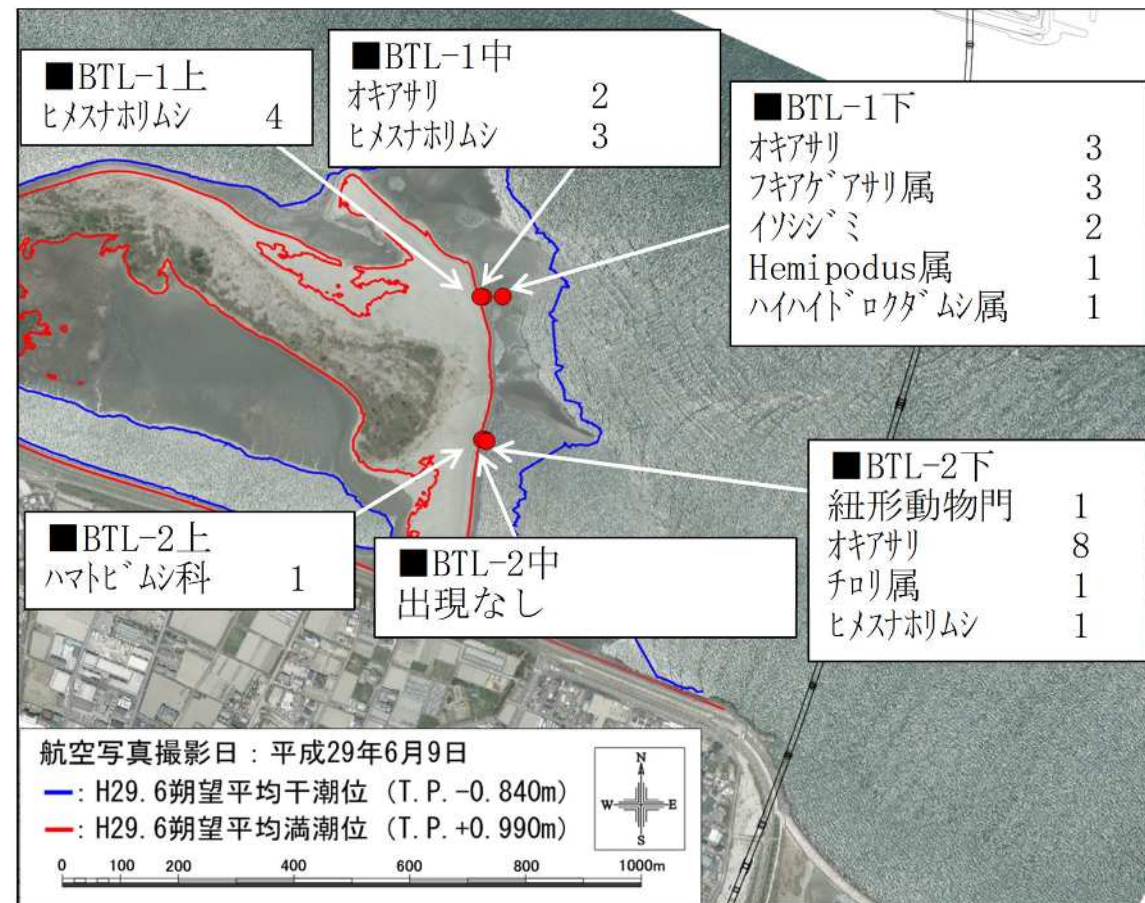 ■BTL-1上
ヒメスナホリムシ 4
■BTL-1中
オキアサリ 2
ヒメスナホリムシ 3
■BTL-1下
オキアサリ 3
フキアゲアサリ属 3
イソシジミ 2
Hemipodus属 1
ハイハイドロクダムシ属 1
■BTL-2上
ハマトビムシ科 1
■BTL-2中
出現なし
■BTL-2下
紐形動物門 1
オキアサリ 8
チロリ属 1
ヒメスナホリムシ 1
航空写真撮影日：平成29年6月9日
: H29.6朔望平均干潮位 (T.P.-0.840m)
: H29.6朔望平均満潮位 (T.P.+0.990m)
N
W E
S
0 100 200 400 600 800 1000m